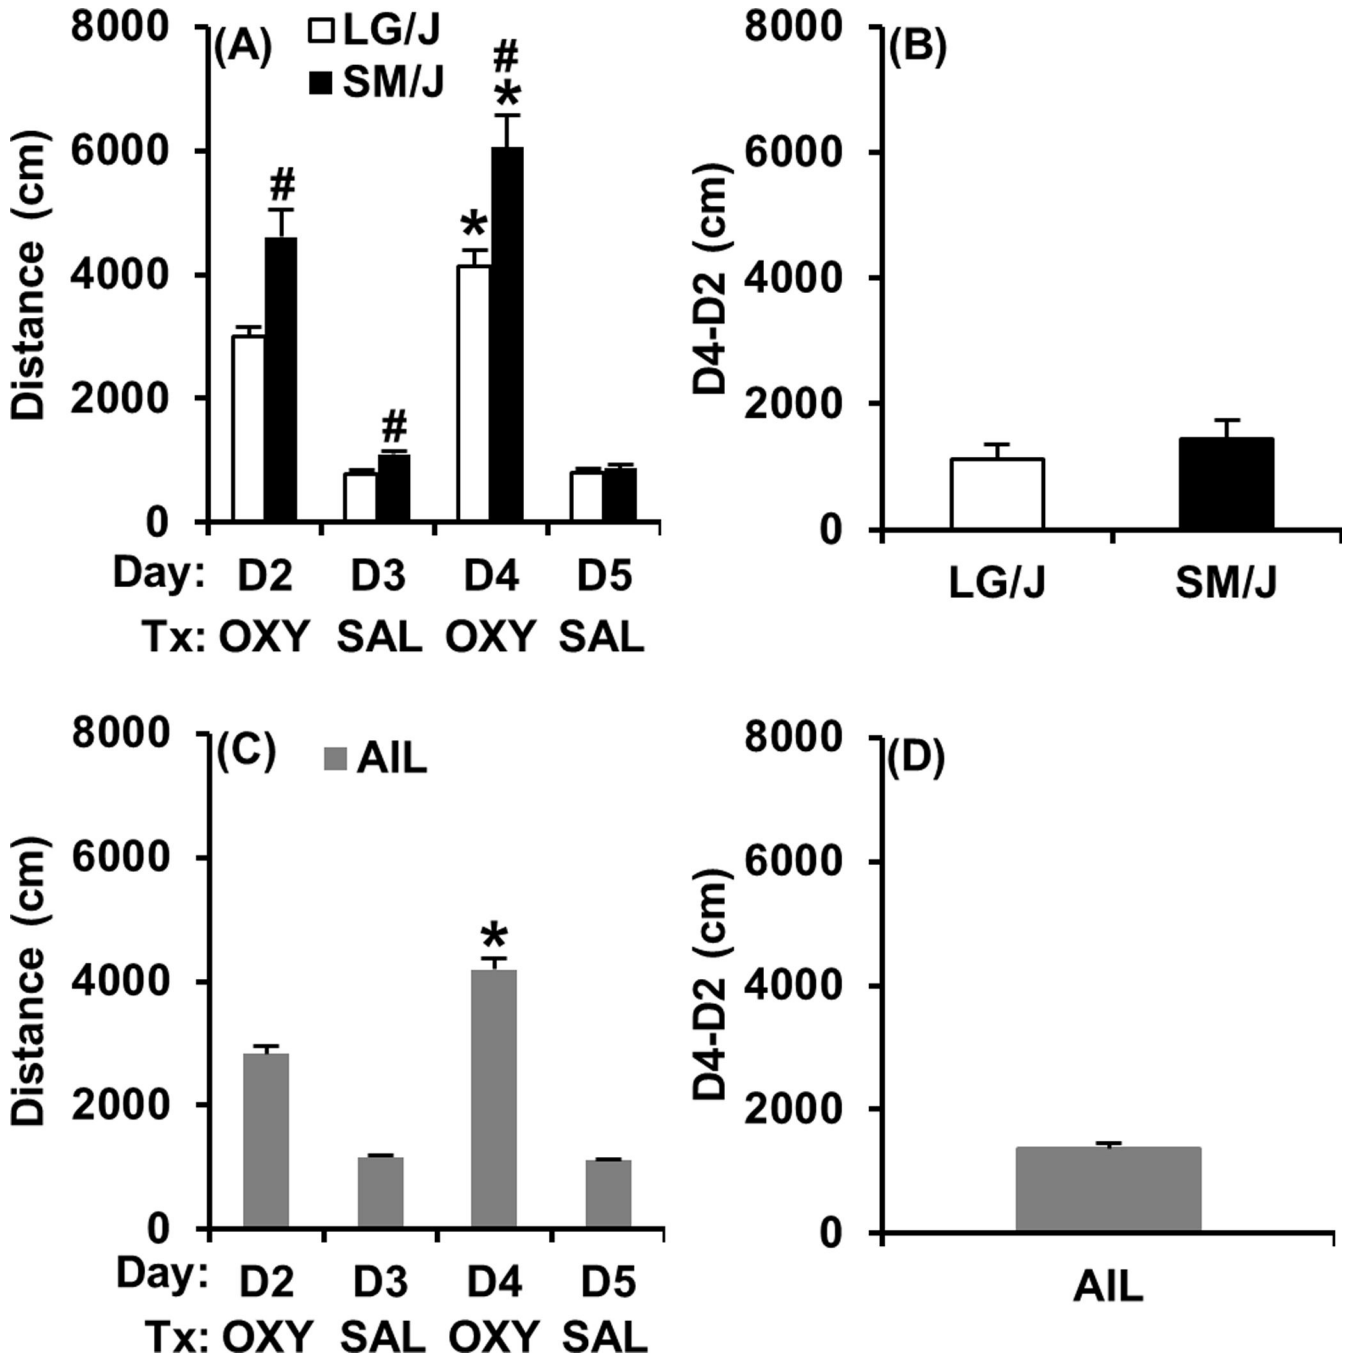 (A)
LG/J
SM/J
8000
6000
4000
2000
0
Distance (cm)
#
#
*
#
*
Day: D2 D3 D4 D5
Tx: OXY SAL OXY SAL
(B)
8000
6000
4000
2000
0
D4-D2 (cm)
LG/J SM/J
(C)
AIL
8000
6000
4000
2000
0
Distance (cm)
*
Day: D2 D3 D4 D5
Tx: OXY SAL OXY SAL
(D)
8000
6000
4000
2000
0
D4-D2 (cm)
AIL